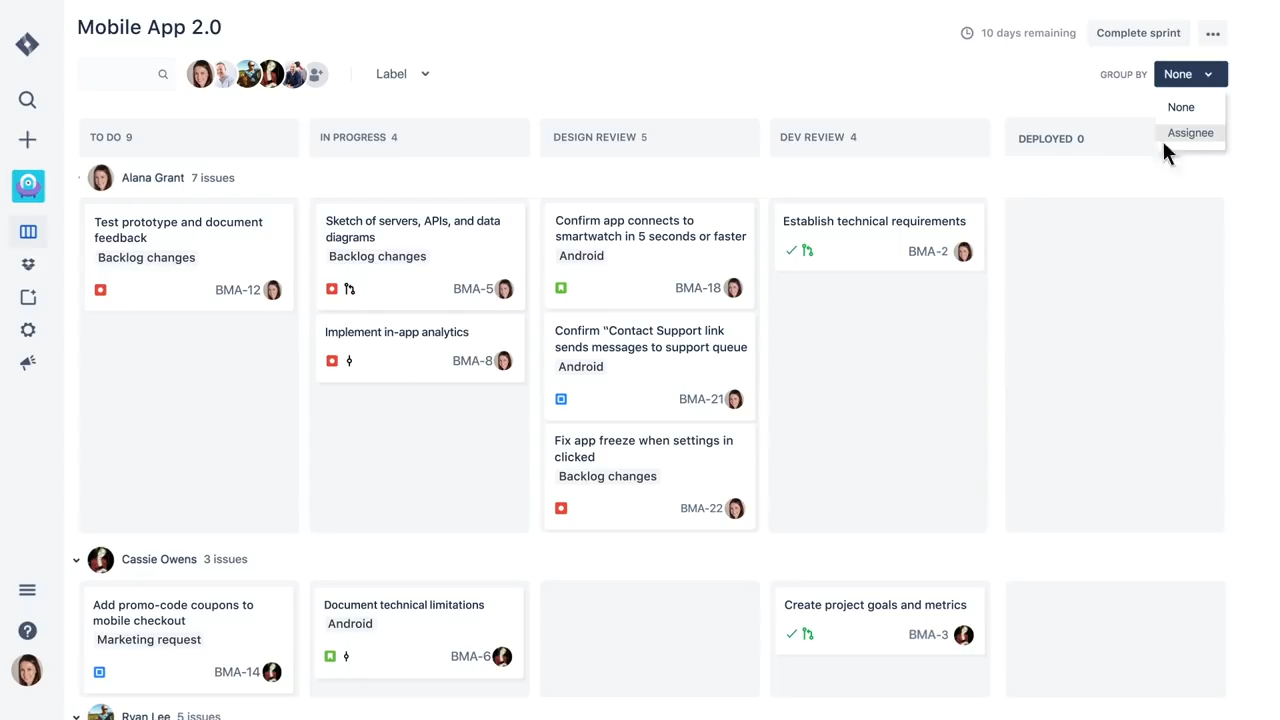 Mobile App 2.0
10 days remaining
Complete sprint
Label
GROUP BY
None
None
Assignee
TO DO 9
IN PROGRESS 4
DESIGN REVIEW 5
DEV REVIEW 4
DEPLOYED 0
Alana Grant 7 issues
Test prototype and document
feedback
Backlog changes
BMA-12
Sketch of servers, APIs, and data
diagrams
Backlog changes
BMA-5
Implement in-app analytics
BMA-8
Confirm app connects to
smartwatch in 5 seconds or faster
Android
BMA-18
Confirm “Contact Support link
sends messages to support queue
Android
BMA-21
Fix app freeze when settings in
clicked
Backlog changes
BMA-22
Establish technical requirements
BMA-2
Cassie Owens 3 issues
Add promo-code coupons to
mobile checkout
Marketing request
BMA-14
Document technical limitations
Android
BMA-6
Create project goals and metrics
BMA-3
Ryan Lee 5 issues